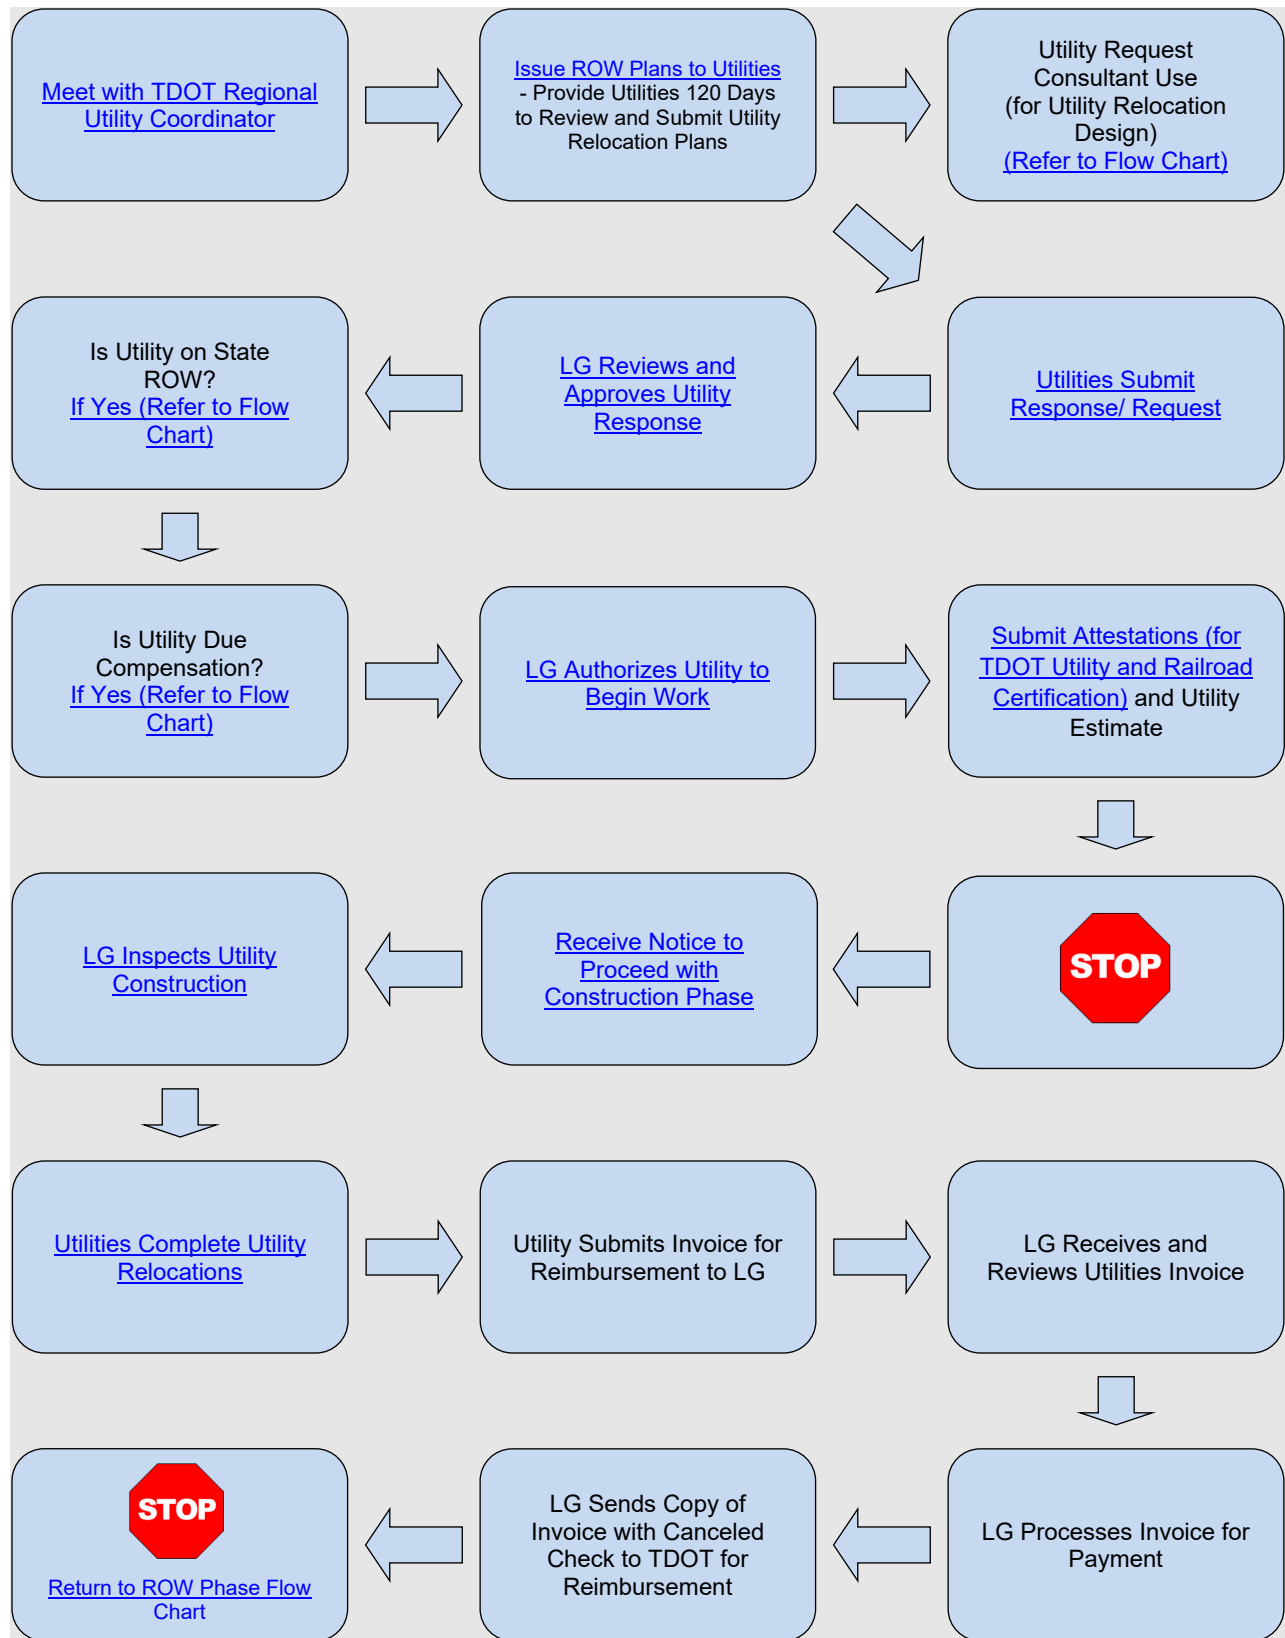 Meet with TDOT Regional
Utility Coordinator
Issue ROW Plans to Utilities
- Provide Utilities 120 Days
to Review and Submit Utility
Relocation Plans
Utility Request
Consultant Use
(for Utility Relocation
Design)
(Refer to Flow Chart)
Utilities Submit
Response/ Request
LG Reviews and
Approves Utility
Response
Is Utility on State
ROW?
If Yes (Refer to Flow
Chart)
Is Utility Due
Compensation?
If Yes (Refer to Flow
Chart)
LG Authorizes Utility to
Begin Work
Submit Attestations (for
TDOT Utility and Railroad
Certification) and Utility
Estimate
STOP
Receive Notice to
Proceed with
Construction Phase
LG Inspects Utility
Construction
Utilities Complete Utility
Relocations
Utility Submits Invoice for
Reimbursement to LG
LG Receives and
Reviews Utilities Invoice
LG Processes Invoice for
Payment
LG Sends Copy of
Invoice with Canceled
Check to TDOT for
Reimbursement
STOP
Return to ROW Phase Flow
Chart